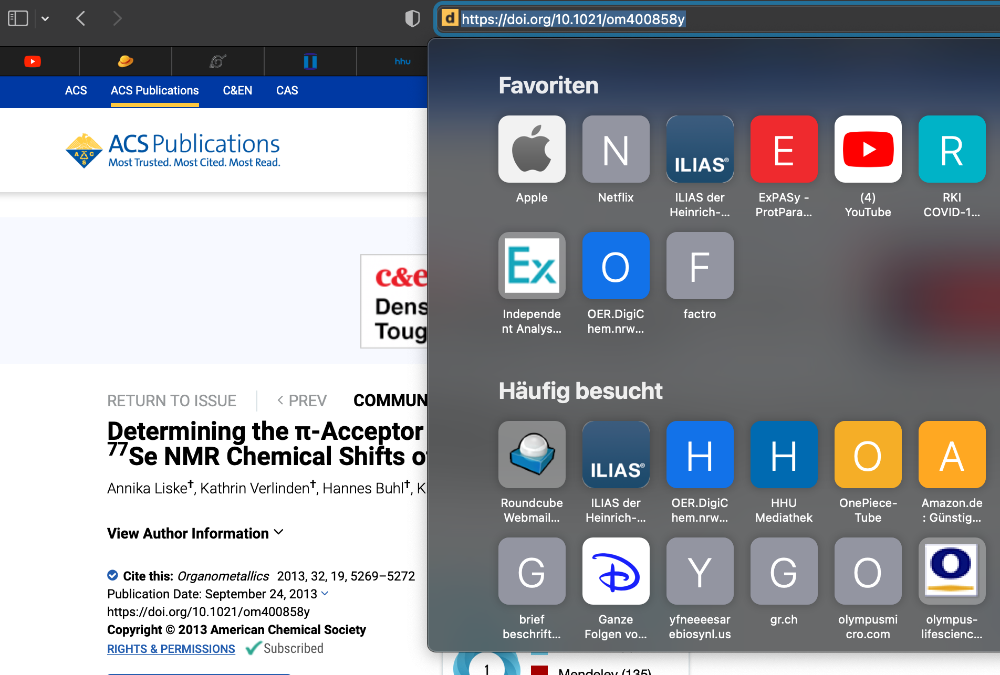 https://doi.org/10.1021/om400858y
hhu
ACS
ACS Publications
C&EN
CAS
ACS Publications
Most Trusted. Most Cited. Most Read.
c&e
Dens
Toug
RETURN TO ISSUE
< PREV
COMMUN
Determining the π-Acceptor
⁷⁷Se NMR Chemical Shifts of
Annika Liske†, Kathrin Verlinden†, Hannes Buhl†, K
View Author Information
Cite this: Organometallics 2013, 32, 19, 5269–5272
Publication Date: September 24, 2013
https://doi.org/10.1021/om400858y
Copyright © 2013 American Chemical Society
RIGHTS & PERMISSIONS
Subscribed
Favoriten
N
ILIAS®
E
R
Apple
Netflix
ILIAS der
Heinrich-...
ExPASy -
ProtPara...
(4)
YouTube
RKI
COVID-1...
Ex
O
F
Independe
nt Analys...
OER.DigiC
hem.nrw...
factro
Häufig besucht
ILIAS®
H
H
O
A
Roundcube
Webmail...
ILIAS der
Heinrich-...
OER.DigiC
hem.nrw...
HHU
Mediathek
OnePiece-
Tube
Amazon.de
: Günstig...
G
D
Y
G
O
O
brief
beschrift...
Ganze
Folgen vo...
yfneeeesar
ebiosynl.us
gr.ch
olympusmi
cro.com
olympus-
lifescienc...
1
Mendeley (135)